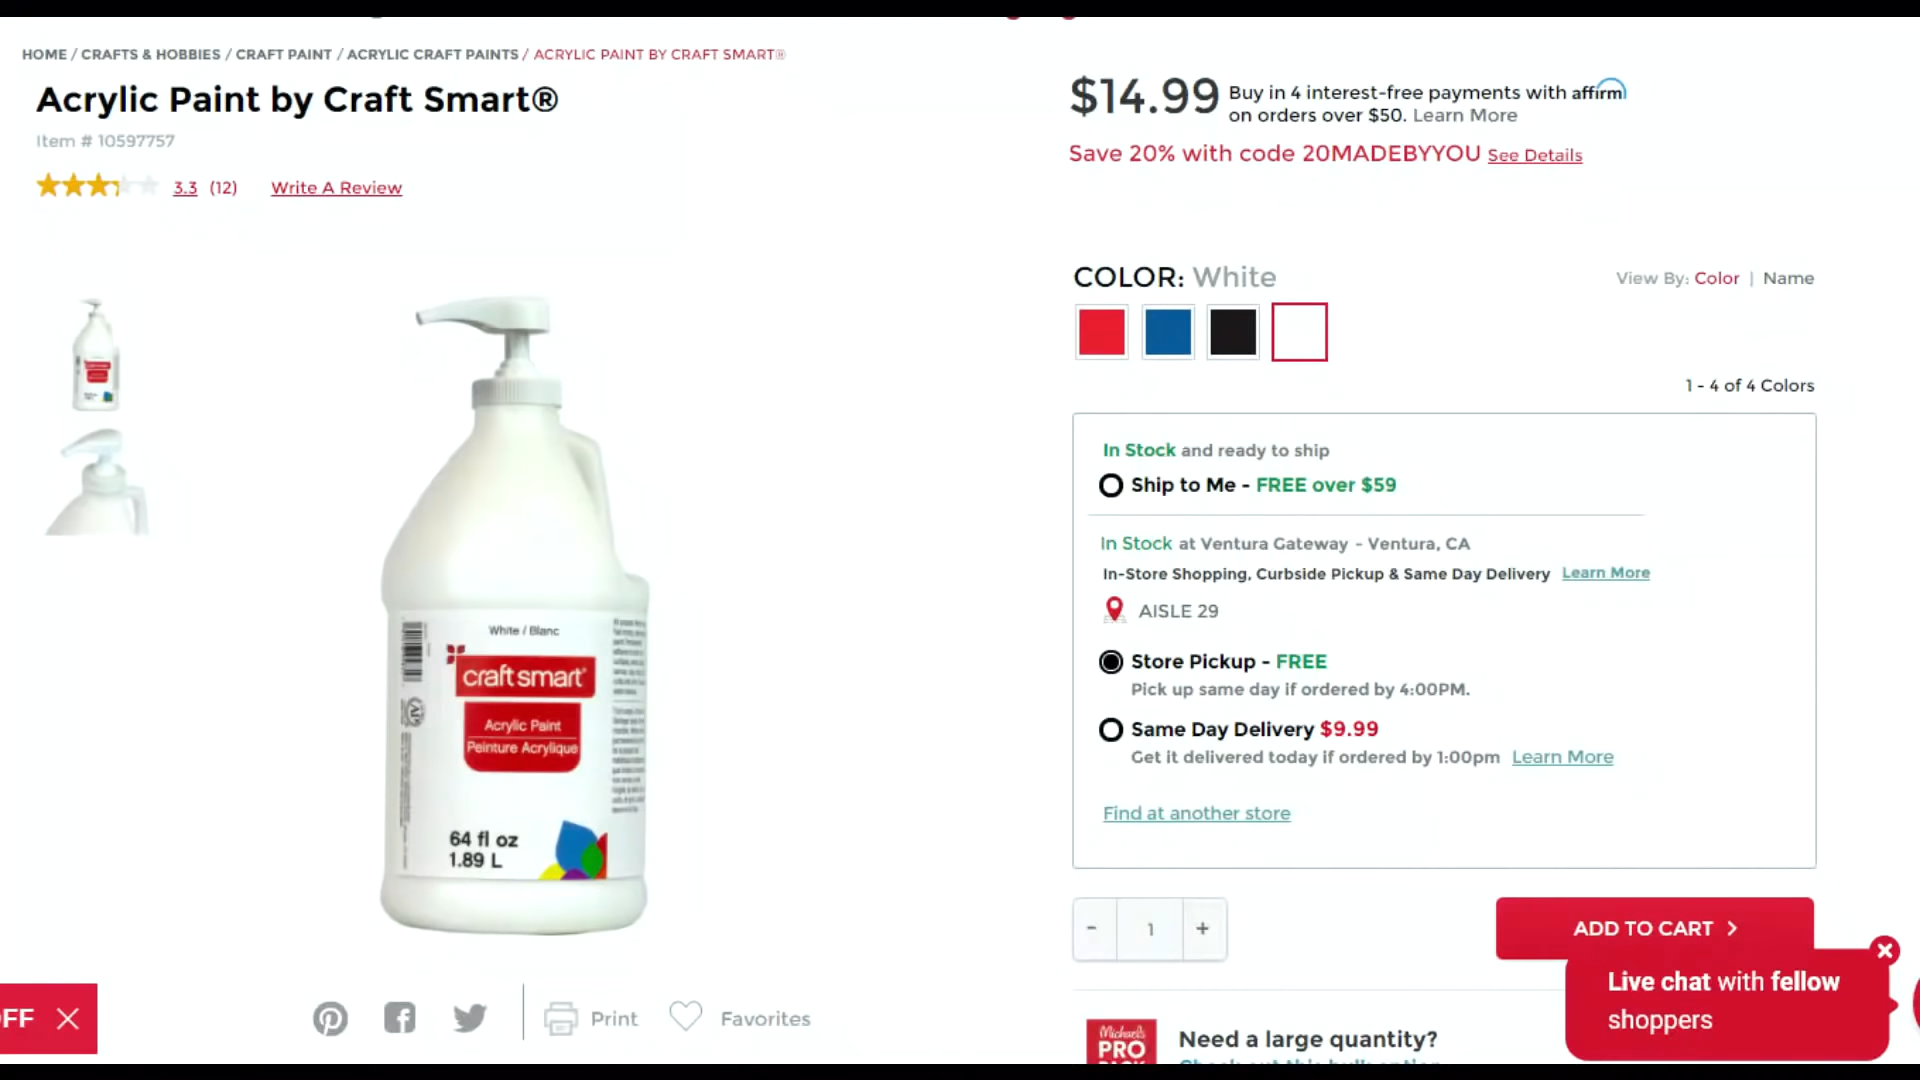 HOME / CRAFTS & HOBBIES / CRAFT PAINT / ACRYLIC CRAFT PAINTS / ACRYLIC PAINT BY CRAFT SMART®
Acrylic Paint by Craft Smart®
Item # 10597757
3.3 (12) Write A Review
$14.99 Buy in 4 interest-free payments with affirm
on orders over $50. Learn More
Save 20% with code 20MADEBYYOU See Details
COLOR: White
View By: Color | Name
1 - 4 of 4 Colors
In Stock and ready to ship
Ship to Me - FREE over $59
In Stock at Ventura Gateway - Ventura, CA
In-Store Shopping, Curbside Pickup & Same Day Delivery Learn More
AISLE 29
Store Pickup - FREE
Pick up same day if ordered by 4:00PM.
Same Day Delivery $9.99
Get it delivered today if ordered by 1:00pm Learn More
Find at another store
- 1 +
ADD TO CART >
Live chat with fellow
shoppers
Michaels
PRO
Need a large quantity?
White / Blanc
craft smart®
Acrylic Paint
Peinture Acrylique
64 fl oz
1.89 L
FF
Print
Favorites